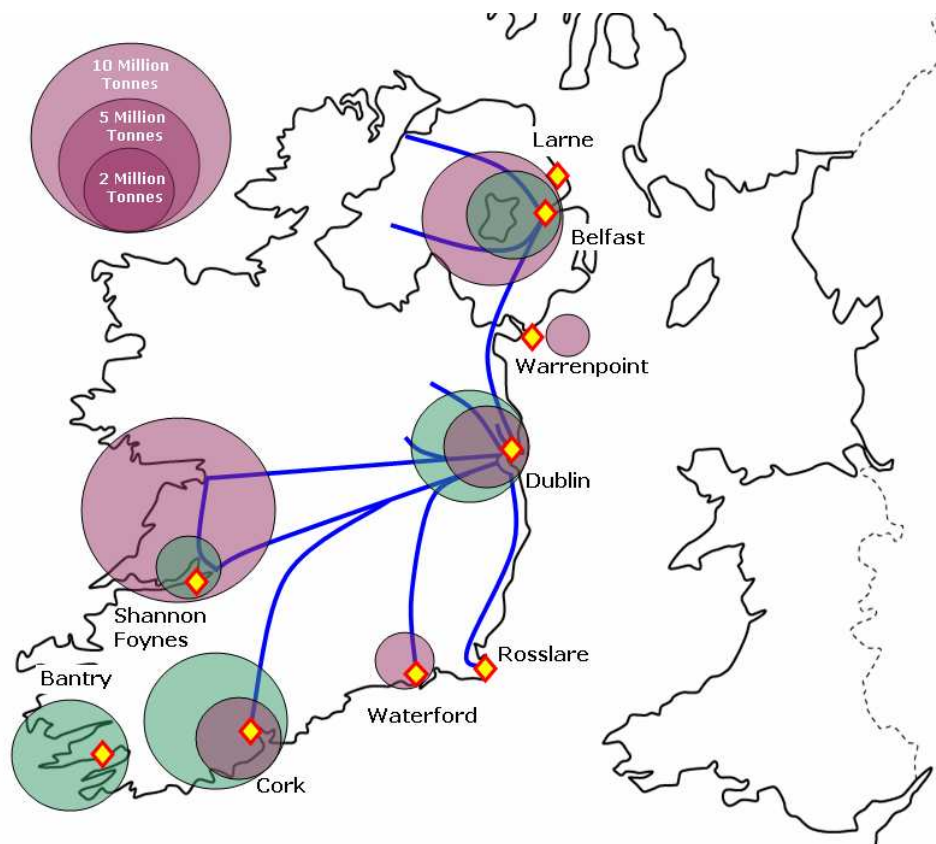 10 Million
Tonnes
5 Million
Tonnes
2 Million
Tonnes
Larne
Belfast
Warrenpoint
Dublin
Shannon
Foynes
Rosslare
Bantry
Waterford
Cork